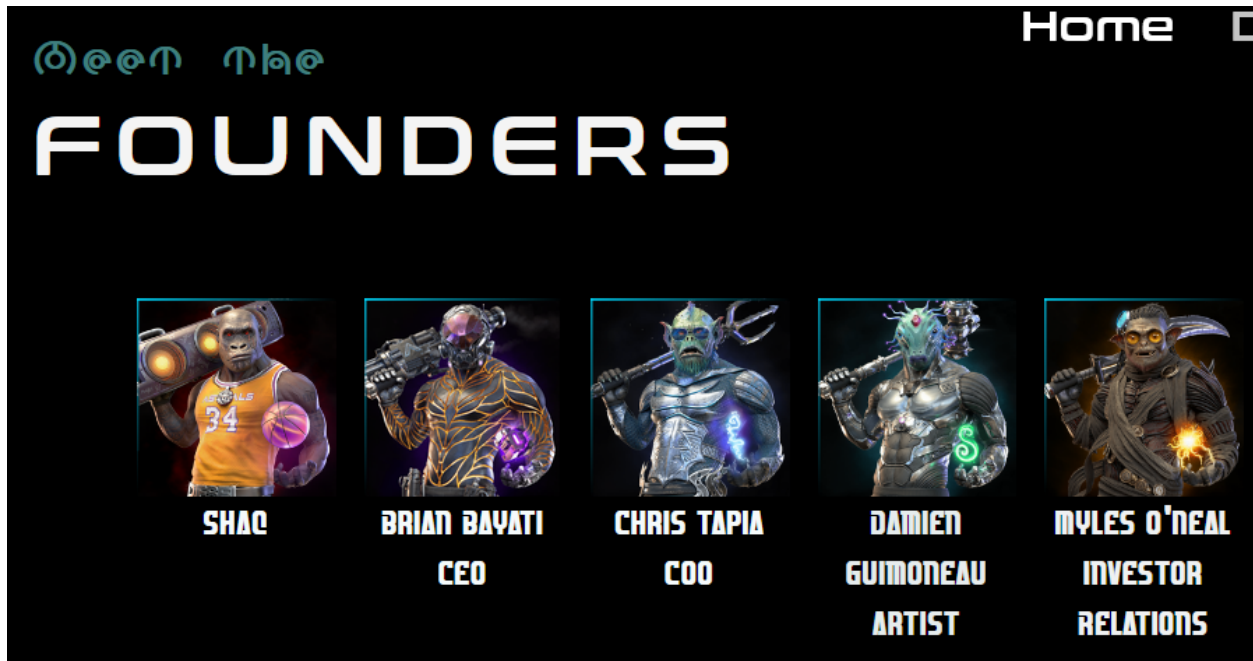 Home
Meet The
FOUNDERS
34
SHAQ
BRIAN BAYATI
CEO
CHRIS TAPIA
COO
DAMIEN
GUIMONEAU
ARTIST
MYLES O'NEAL
INVESTOR
RELATIONS